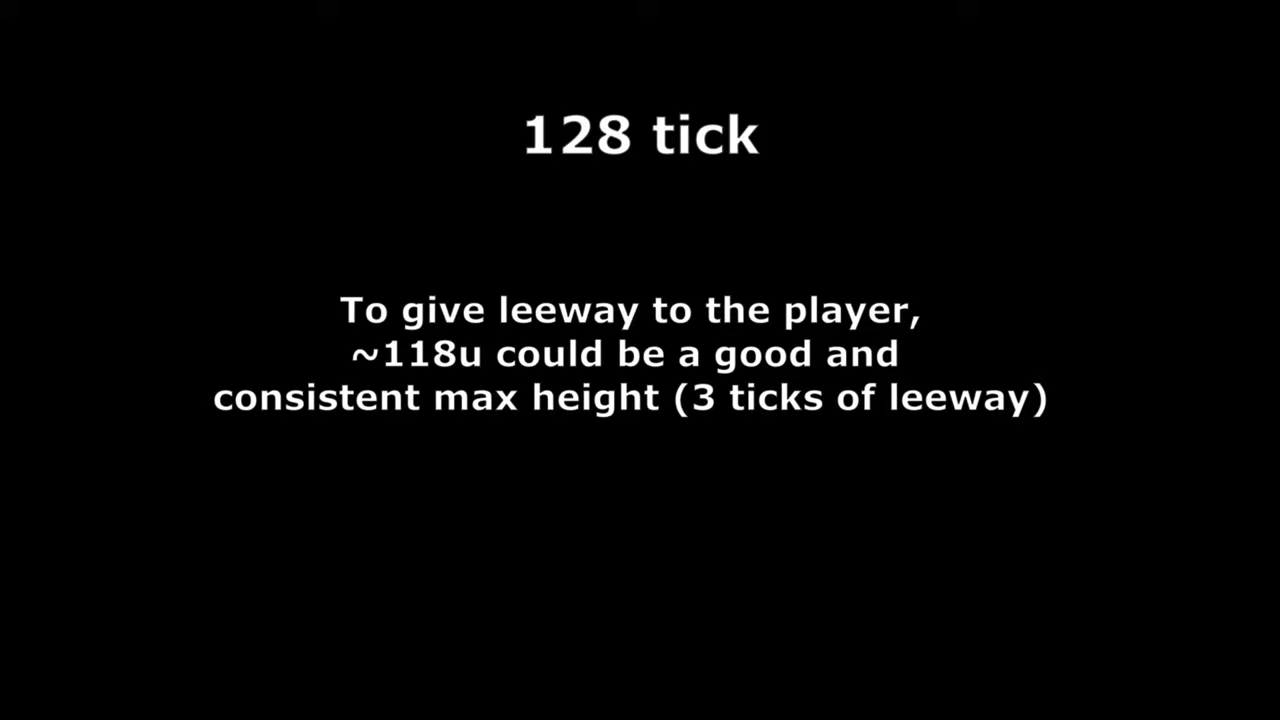 128 tick
To give leeway to the player,
~118u could be a good and
consistent max height (3 ticks of leeway)